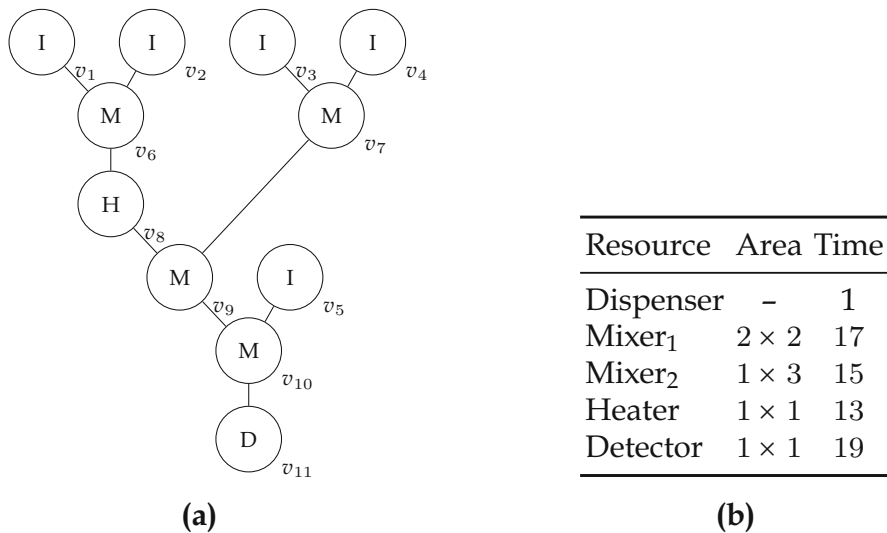 I I I I
v1 v2 v3 v4
M M
v6 v7
H
v8
M I
v9 v5
M
v10
D
v11
(a)
Resource Area Time
Dispenser – 1
Mixer1 2 × 2 17
Mixer2 1 × 3 15
Heater 1 × 1 13
Detector 1 × 1 19
(b)